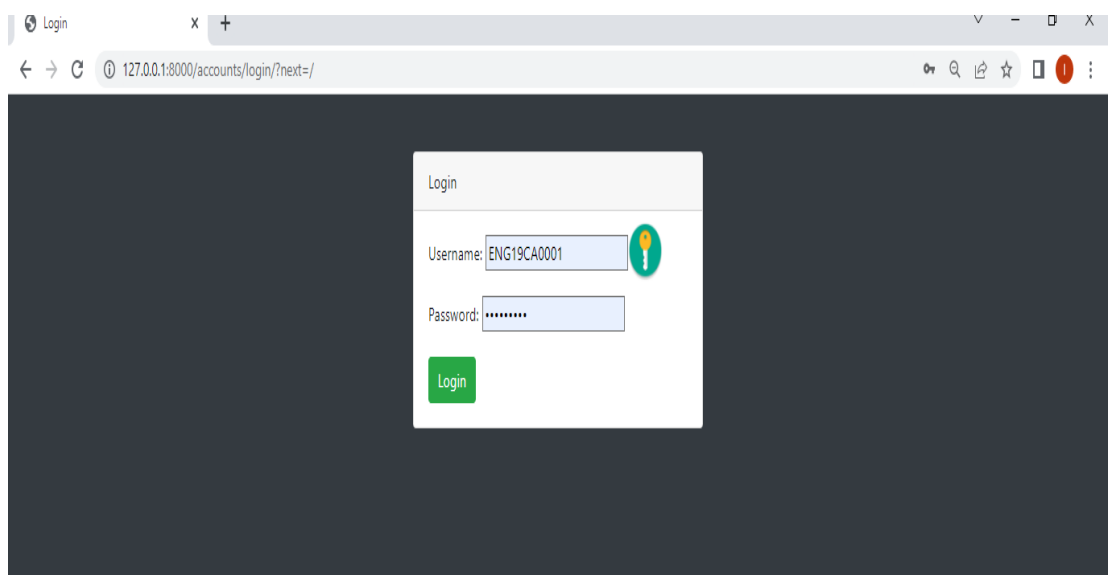 Login
127.0.0.1:8000/accounts/login/?next=/
I
Login
Username: ENG19CA0001
Password: •••••••••
Login